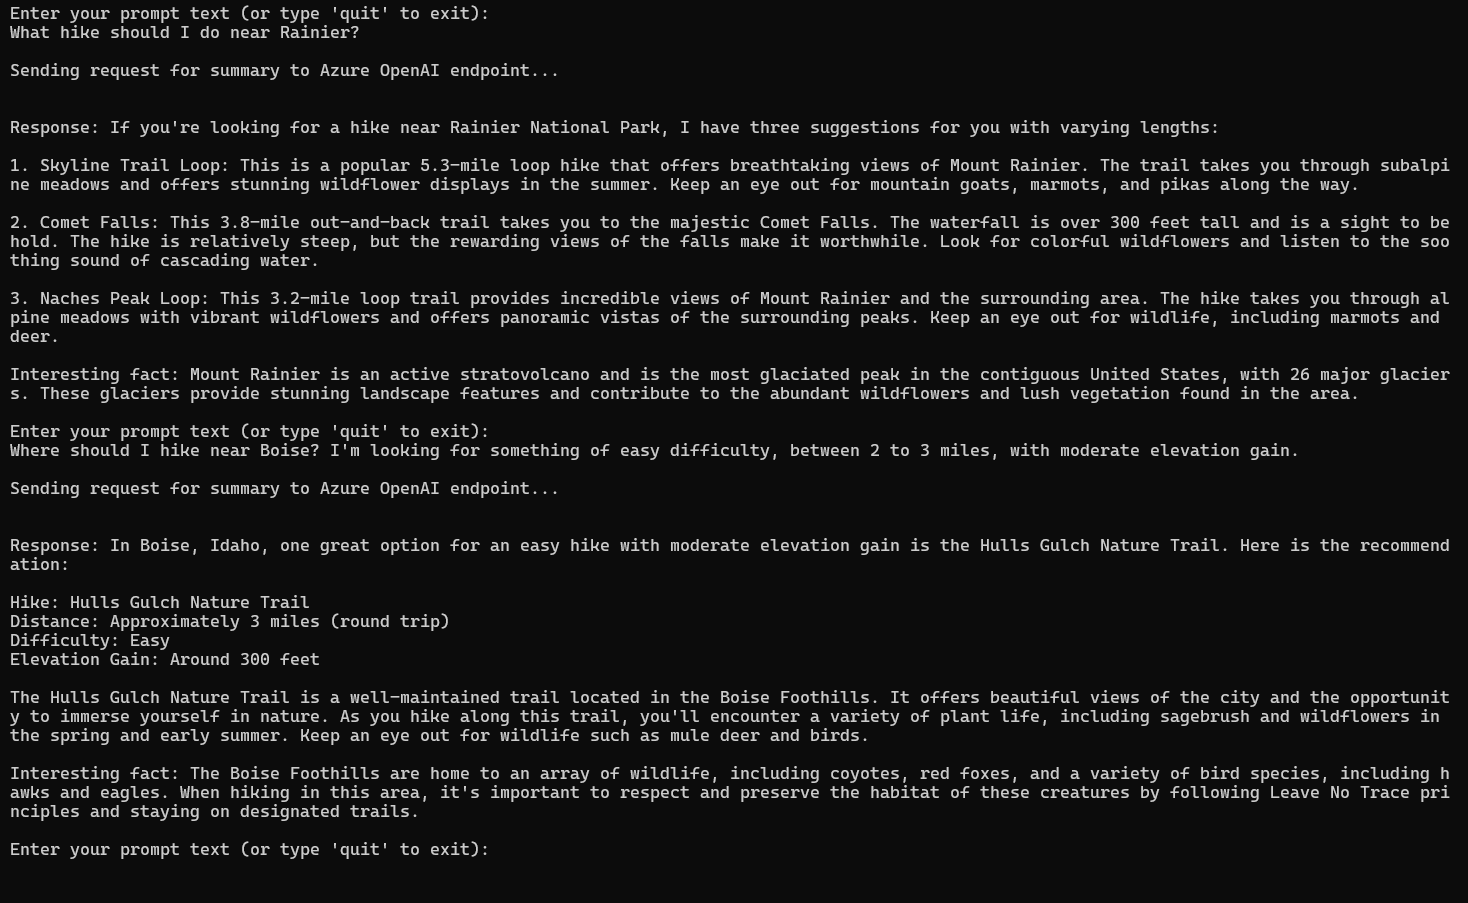 Enter your prompt text (or type 'quit' to exit):
What hike should I do near Rainier?
Sending request for summary to Azure OpenAI endpoint...
Response: If you're looking for a hike near Rainier National Park, I have three suggestions for you with varying lengths:
1. Skyline Trail Loop: This is a popular 5.3-mile loop hike that offers breathtaking views of Mount Rainier. The trail takes you through subalpi
ne meadows and offers stunning wildflower displays in the summer. Keep an eye out for mountain goats, marmots, and pikas along the way.
2. Comet Falls: This 3.8-mile out-and-back trail takes you to the majestic Comet Falls. The waterfall is over 300 feet tall and is a sight to be
hold. The hike is relatively steep, but the rewarding views of the falls make it worthwhile. Look for colorful wildflowers and listen to the soo
thing sound of cascading water.
3. Naches Peak Loop: This 3.2-mile loop trail provides incredible views of Mount Rainier and the surrounding area. The hike takes you through al
pine meadows with vibrant wildflowers and offers panoramic vistas of the surrounding peaks. Keep an eye out for wildlife, including marmots and
deer.
Interesting fact: Mount Rainier is an active stratovolcano and is the most glaciated peak in the contiguous United States, with 26 major glacier
s. These glaciers provide stunning landscape features and contribute to the abundant wildflowers and lush vegetation found in the area.
Enter your prompt text (or type 'quit' to exit):
Where should I hike near Boise? I'm looking for something of easy difficulty, between 2 to 3 miles, with moderate elevation gain.
Sending request for summary to Azure OpenAI endpoint...
Response: In Boise, Idaho, one great option for an easy hike with moderate elevation gain is the Hulls Gulch Nature Trail. Here is the recommend
ation:
Hike: Hulls Gulch Nature Trail
Distance: Approximately 3 miles (round trip)
Difficulty: Easy
Elevation Gain: Around 300 feet
The Hulls Gulch Nature Trail is a well-maintained trail located in the Boise Foothills. It offers beautiful views of the city and the opportunit
y to immerse yourself in nature. As you hike along this trail, you'll encounter a variety of plant life, including sagebrush and wildflowers in
the spring and early summer. Keep an eye out for wildlife such as mule deer and birds.
Interesting fact: The Boise Foothills are home to an array of wildlife, including coyotes, red foxes, and a variety of bird species, including h
awks and eagles. When hiking in this area, it's important to respect and preserve the habitat of these creatures by following Leave No Trace pri
nciples and staying on designated trails.
Enter your prompt text (or type 'quit' to exit):